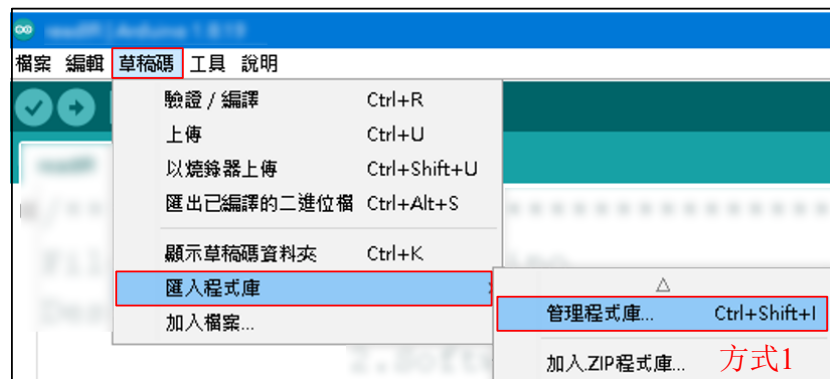 檔案 編輯 草稿碼 工具 說明
驗證 / 編譯 Ctrl+R
上傳 Ctrl+U
以燒錄器上傳 Ctrl+Shift+U
匯出已編譯的二進位檔 Ctrl+Alt+S
顯示草稿碼資料夾 Ctrl+K
匯入程式庫
加入檔案...
△
管理程式庫... Ctrl+Shift+I
加入.ZIP程式庫... 方式1